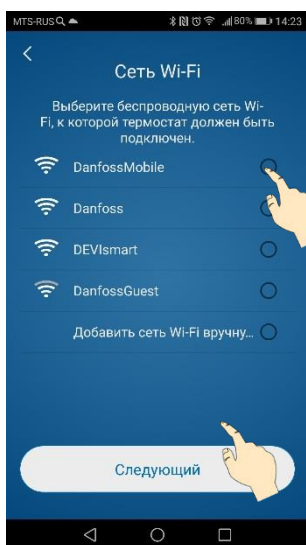 MTS-RUS 80% 14:23
Сеть Wi-Fi
Выберите беспроводную сеть Wi-
Fi, к которой термостат должен быть
подключен.
DanfossMobile
Danfoss
DEVIsmart
DanfossGuest
Добавить сеть Wi-Fi вручну...
Следующий